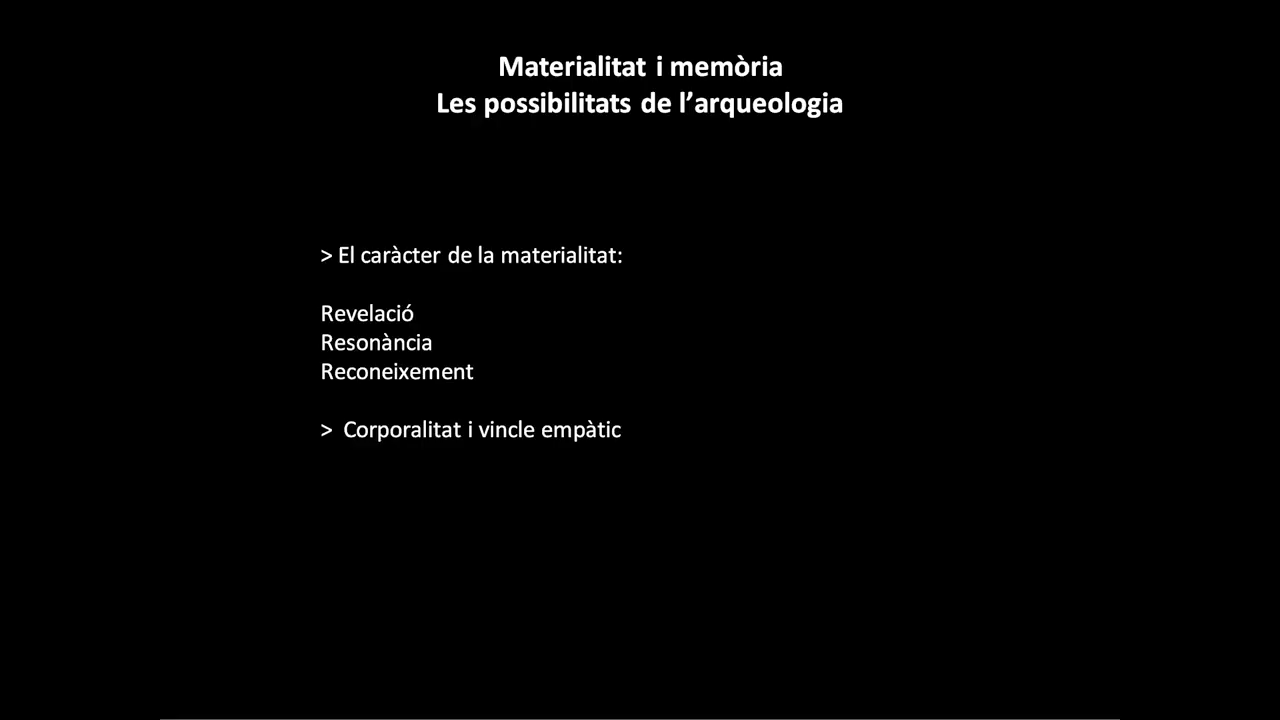 Materialitat i memòria
Les possibilitats de l’arqueologia
> El caràcter de la materialitat:
Revelació
Resonància
Reconeixement
> Corporalitat i vincle empàtic